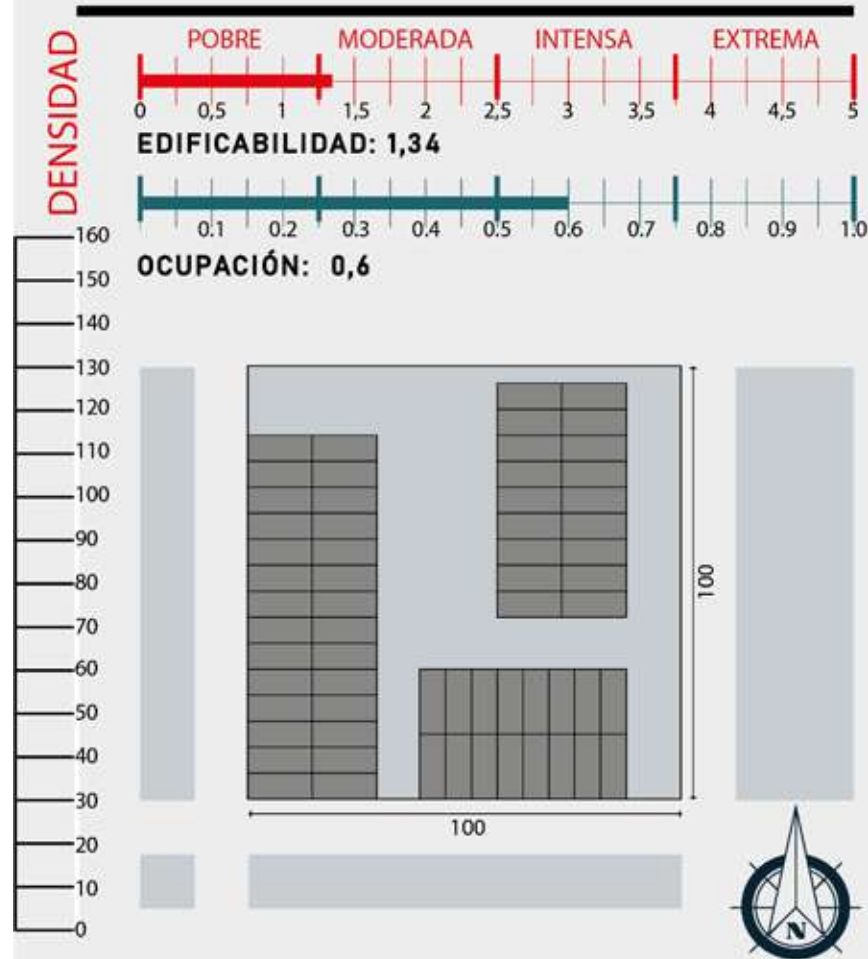 DENSIDAD
POBRE MODERADA INTENSA EXTREMA
0 0,5 1 1,5 2 2,5 3 3,5 4 4,5 5
EDIFICABILIDAD: 1,34
0.1 0.2 0.3 0.4 0.5 0.6 0.7 0.8 0.9 1.0
OCUPACIÓN: 0,6
160
150
140
130
120
110
100
90
80
70
60
50
40
30
20
10
0
100
100
N